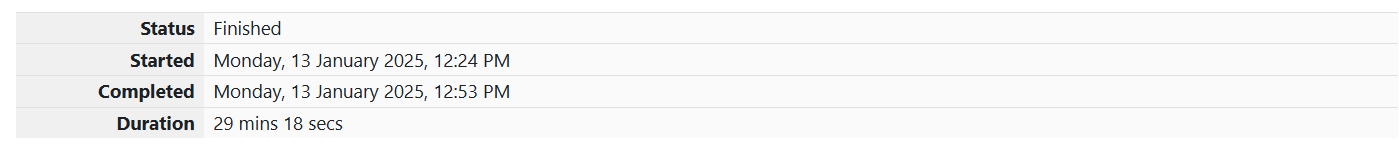 Status Finished
Started Monday, 13 January 2025, 12:24 PM
Completed Monday, 13 January 2025, 12:53 PM
Duration 29 mins 18 secs